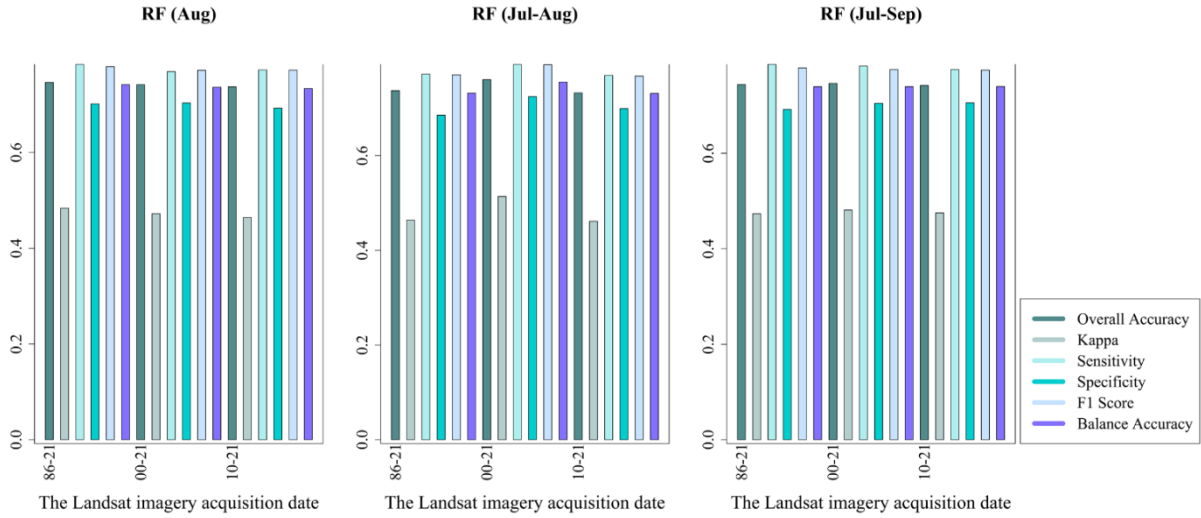 RF (Aug)
RF (Jul-Aug)
RF (Jul-Sep)
0.0
0.2
0.4
0.6
86-21
00-21
10-21
The Landsat imagery acquisition date
0.0
0.2
0.4
0.6
86-21
00-21
10-21
The Landsat imagery acquisition date
0.0
0.2
0.4
0.6
86-21
00-21
10-21
The Landsat imagery acquisition date
Overall Accuracy
Kappa
Sensitivity
Specificity
F1 Score
Balance Accuracy